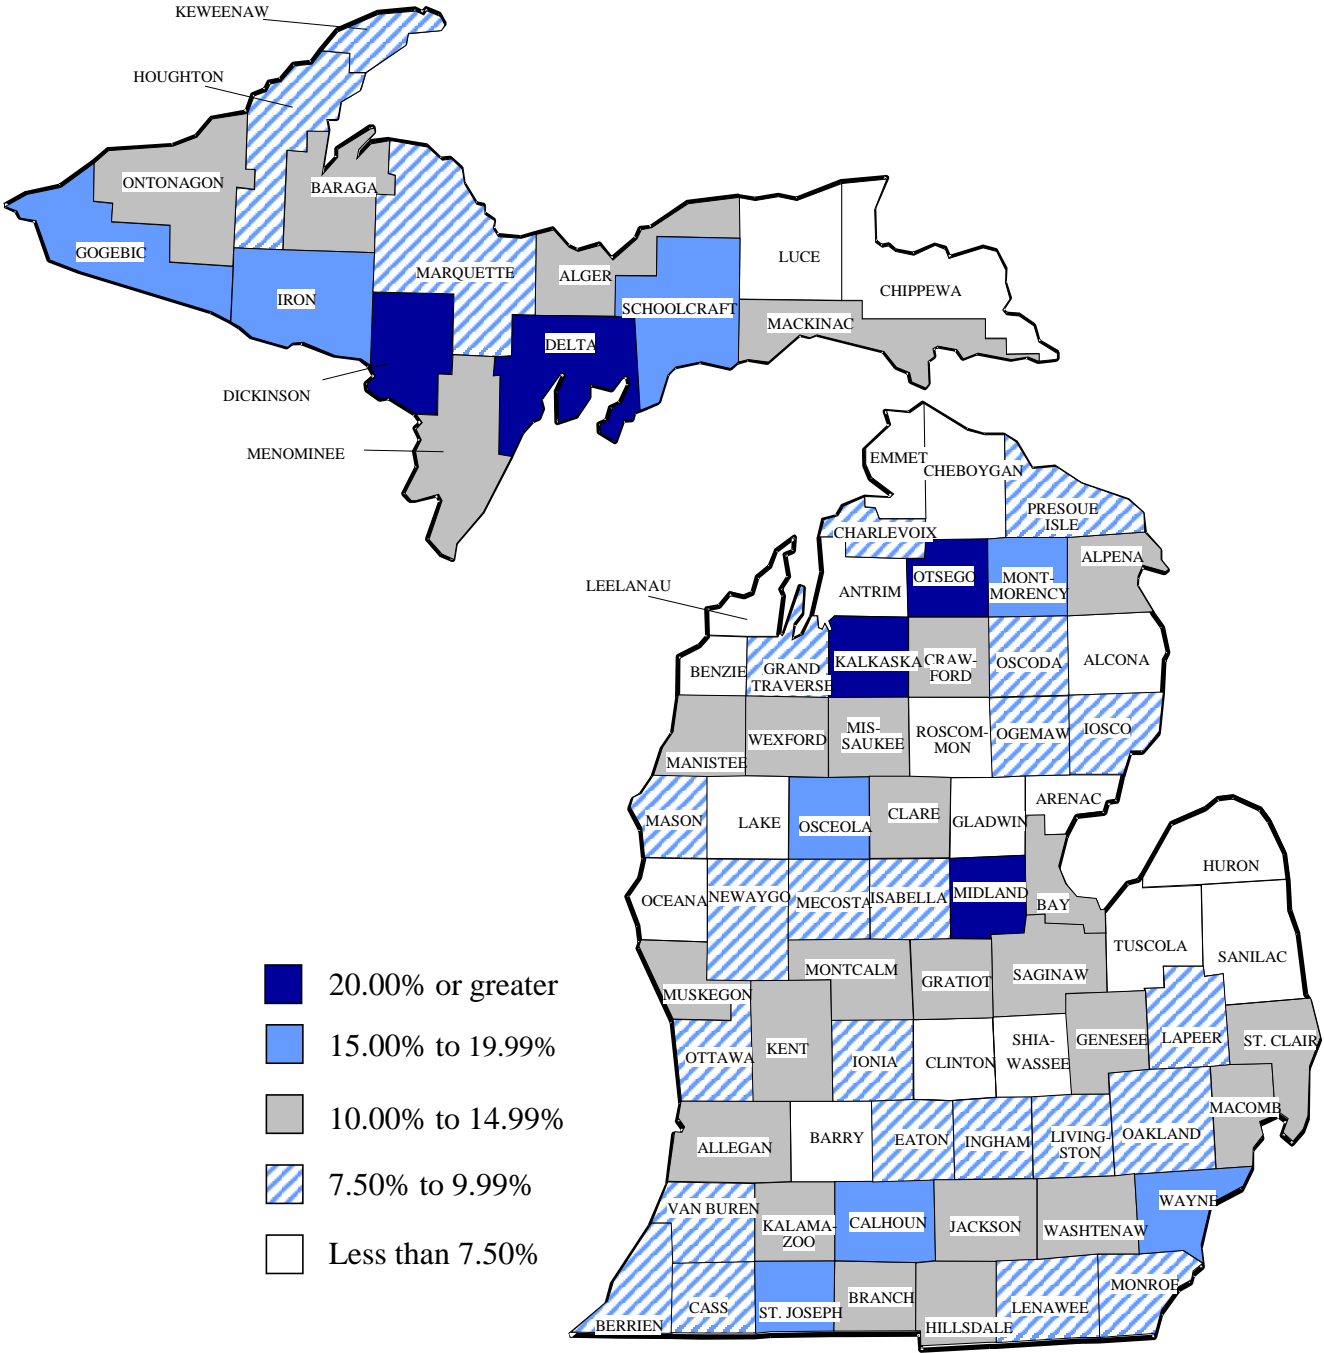 KEWEENAW
HOUGHTON
ONTONAGON
BARAGA
GOGEBIC
MARQUETTE
ALGER
LUCE
IRON
CHIPPEWA
SCHOOLCRAFT
MACKINAC
DELTA
DICKINSON
MENOMINEE
EMMET
CHEBOYGAN
PRESQUE
ISLE
CHARLEVOIX
ALPENA
LEELANAU
ANTRIM
OTSEGO
MONT-
MORENCY
BENZIE
GRAND
TRAVERSE
KALKASKA
CRAW-
FORD
OSCODA
ALCONA
MANISTEE
WEXFORD
MIS-
SAUKEE
ROSCOM-
MON
OGEMAW
IOSCO
MASON
LAKE
OSCEOLA
CLARE
GLADWIN
ARENAC
HURON
OCEANA
NEWAYGO
MECOSTA
ISABELLA
MIDLAND
BAY
TUSCOLA
SANILAC
MUSKEGON
MONTCALM
GRATIOT
SAGINAW
OTTAWA
KENT
IONIA
CLINTON
SHIA-
WASSEE
GENESEE
LAPEER
ST. CLAIR
ALLEGAN
BARRY
EATON
INGHAM
LIVING-
STON
OAKLAND
MACOMB
VAN BUREN
KALAMA-
ZOO
CALHOUN
JACKSON
WASHTENAW
WAYNE
BERRIEN
CASS
ST. JOSEPH
BRANCH
HILLSDALE
LENAWEE
MONROE
20.00% or greater
15.00% to 19.99%
10.00% to 14.99%
7.50% to 9.99%
Less than 7.50%